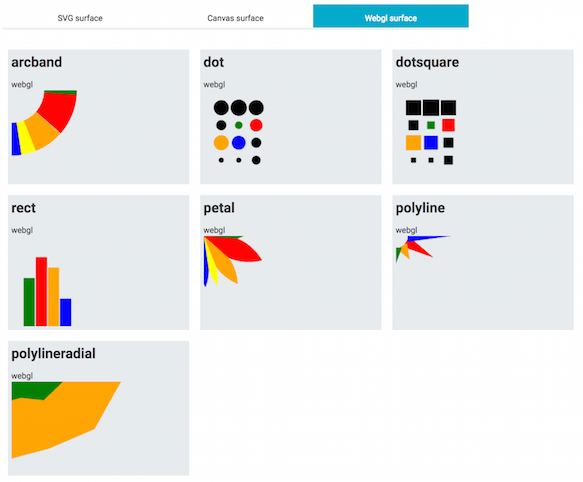 SVG surface
Canvas surface
Webgl surface
arcband
webgl
dot
webgl
dotsquare
webgl
rect
webgl
petal
webgl
polyline
webgl
polylineradial
webgl